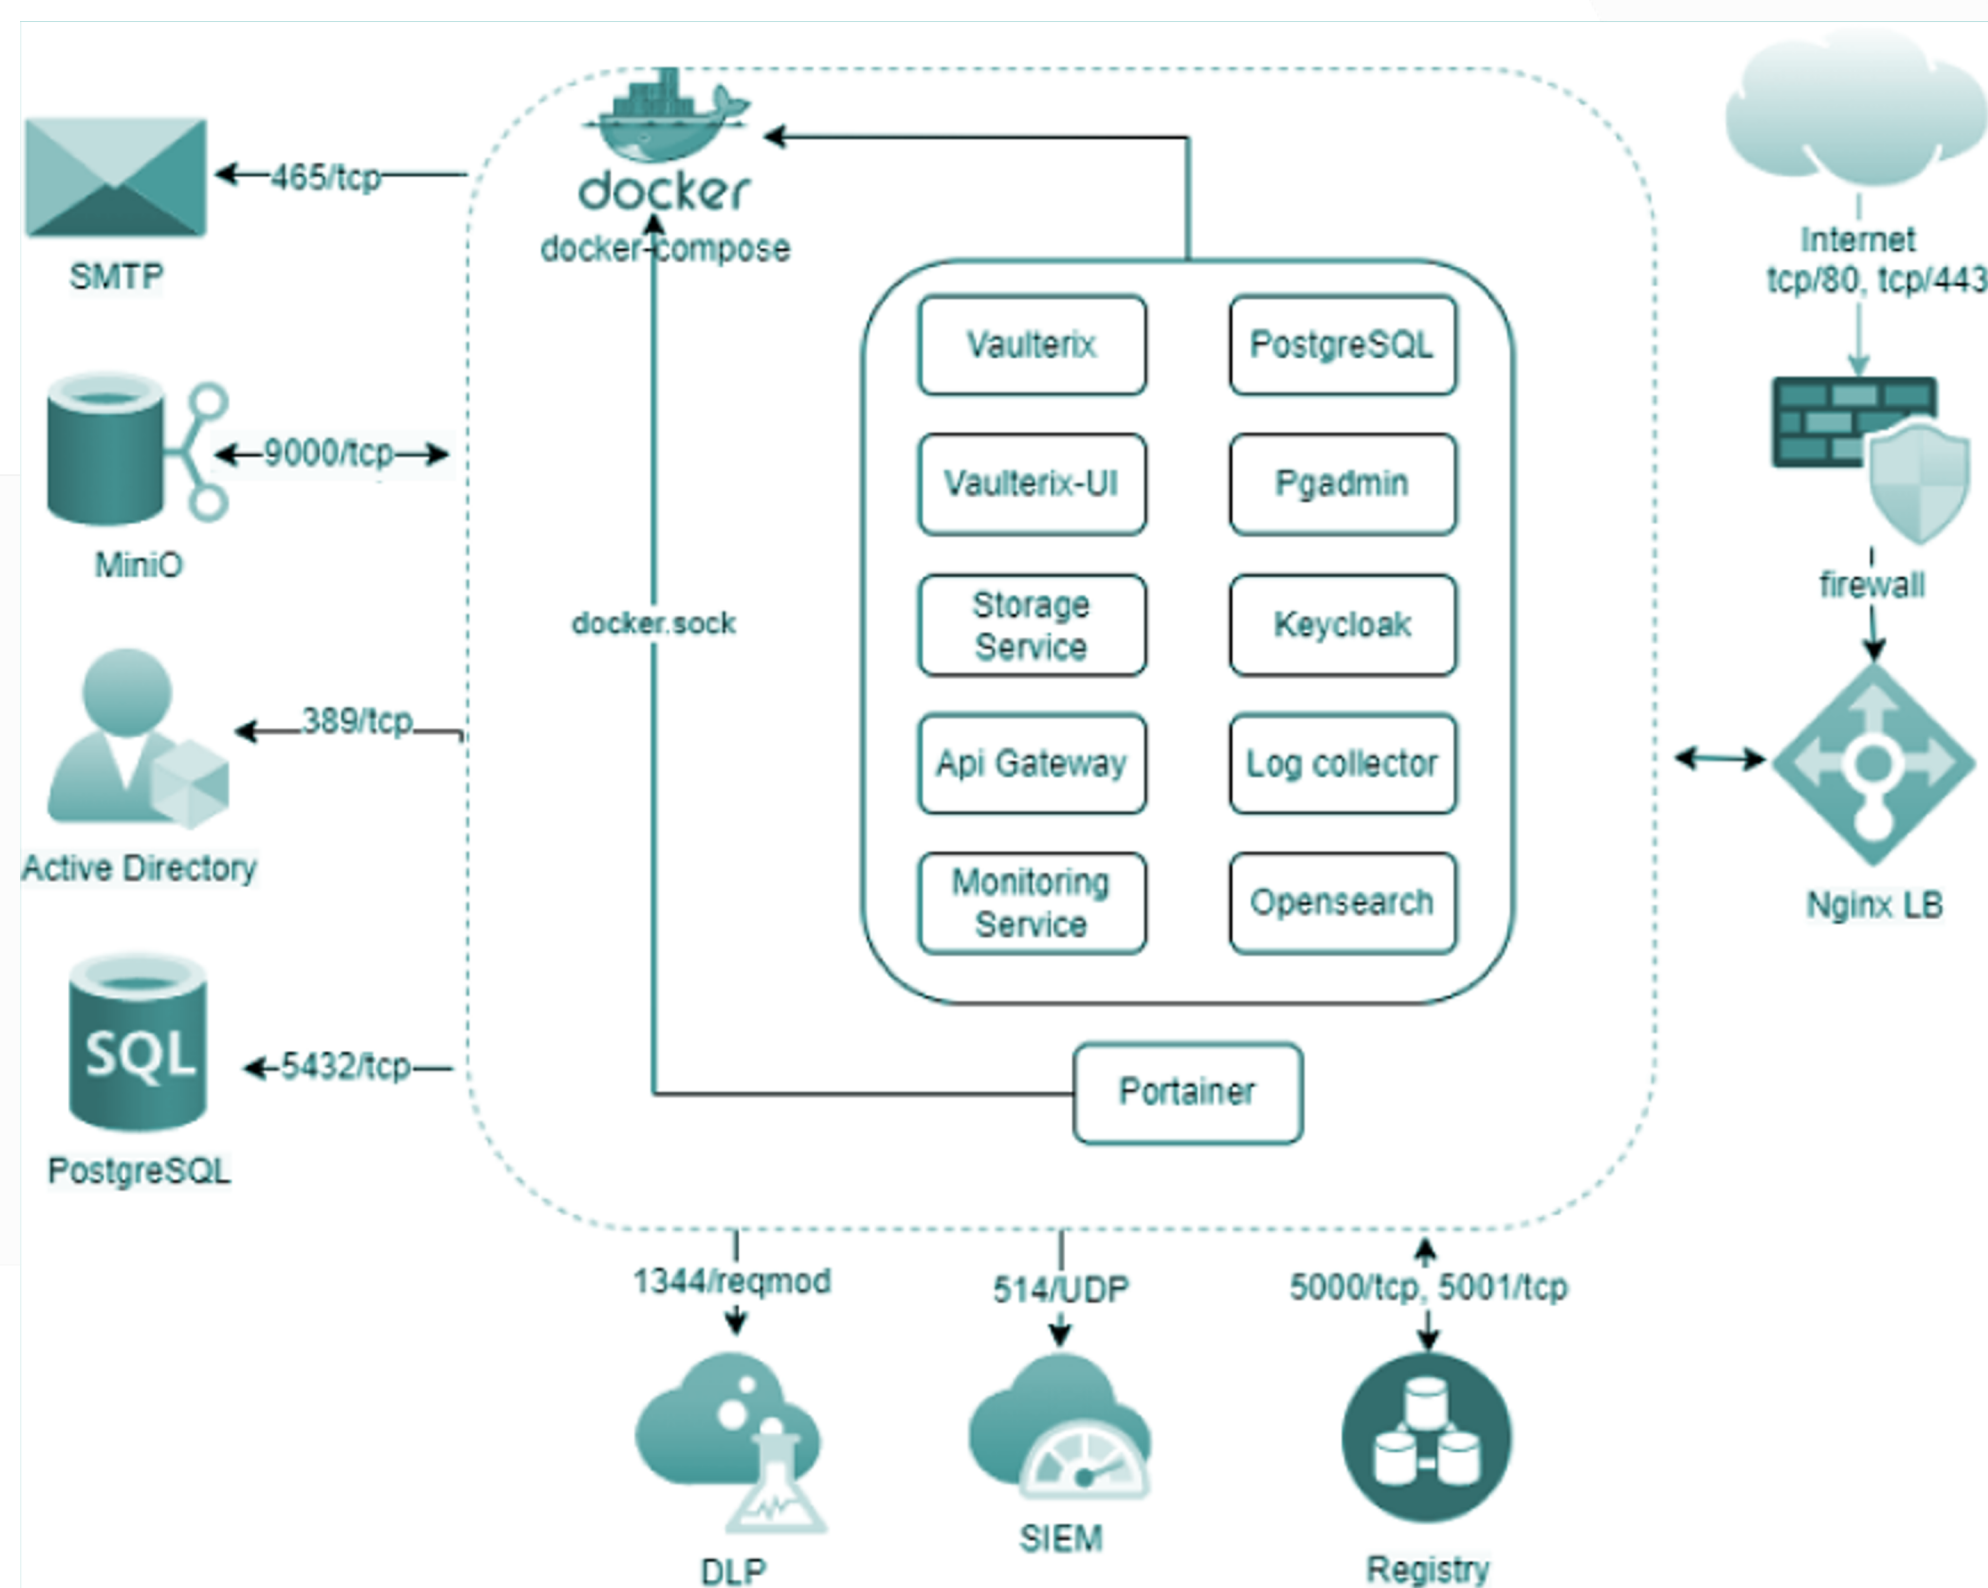 docker
docker-compose
465/tcp
SMTP
Internet
tcp/80, tcp/443
Vaulterix
PostgreSQL
9000/tcp
MiniO
Vaulterix-UI
Pgadmin
firewall
docker.sock
Storage
Service
Keycloak
389/tcp
Active Directory
Api Gateway
Log collector
Nginx LB
Monitoring
Service
Opensearch
SQL
5432/tcp
PostgreSQL
Portainer
1344/reqmod
514/UDP
5000/tcp, 5001/tcp
DLP
SIEM
Registry